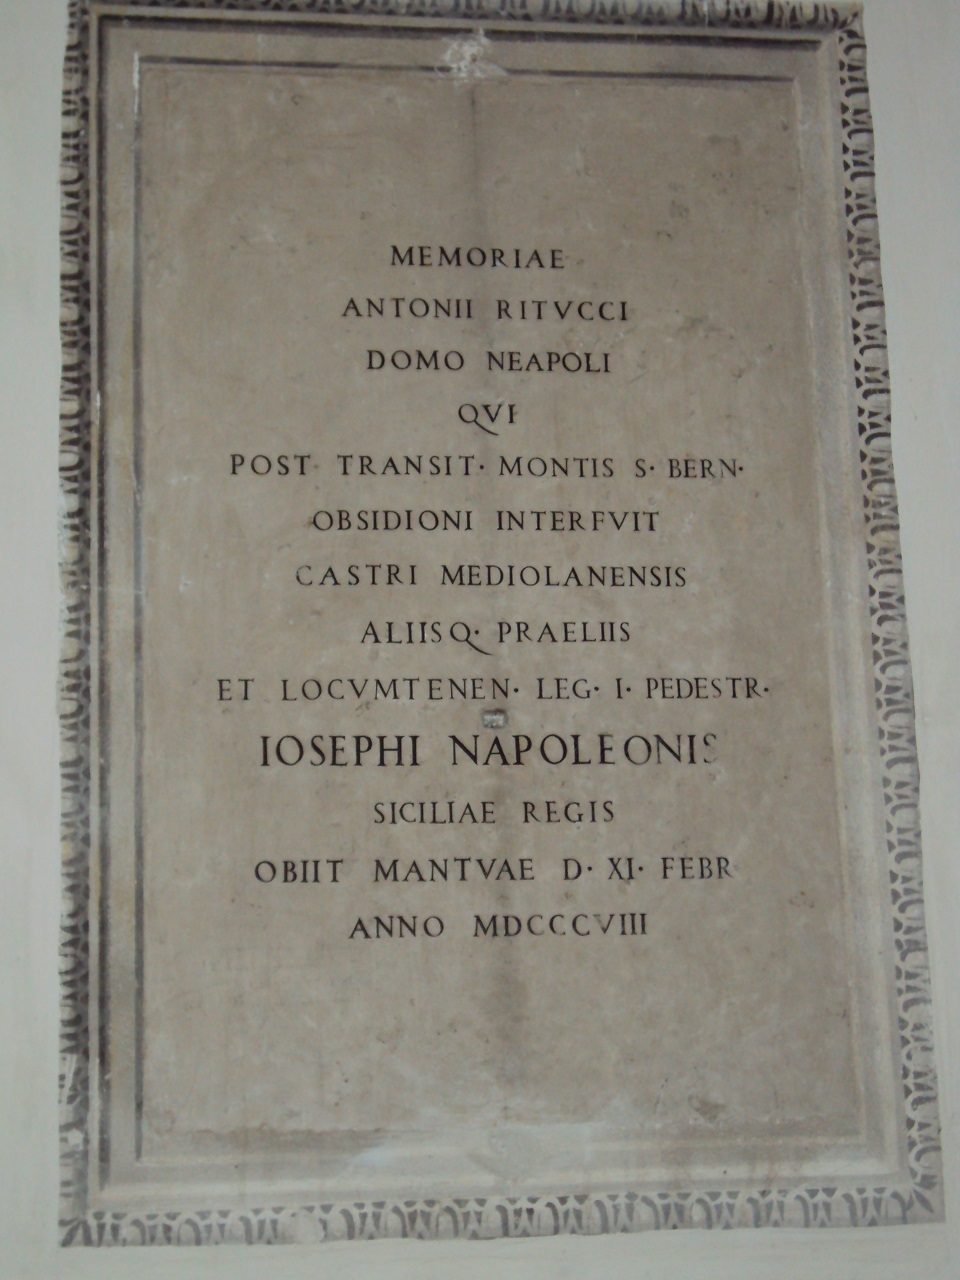 MEMORIAE
ANTONII RITVCCI
DOMO NEAPOLI
QVI
POST TRANSIT· MONTIS S· BERN·
OBSIDIONI INTERFVIT
CASTRI MEDIOLANENSIS
ALIISQ· PRAELIIS
ET LOCVMTENEN· LEG· I· PEDESTR·
IOSEPHI NAPOLEONIS
SICILIAE REGIS
OBIIT MANTVAE D· XI· FEBR
ANNO MDCCCVIII